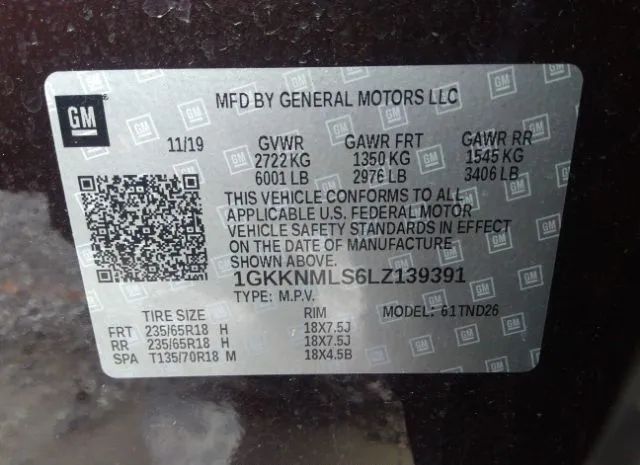 GM
MFD BY GENERAL MOTORS LLC
11/19 GVWR GAWR FRT GAWR RR
2722 KG 1350 KG 1545 KG
6001 LB 2976 LB 3406 LB
THIS VEHICLE CONFORMS TO ALL
APPLICABLE U.S. FEDERAL MOTOR
VEHICLE SAFETY STANDARDS IN EFFECT
ON THE DATE OF MANUFACTURE
SHOWN ABOVE.
1GKKNMLS6LZ139391
TYPE: M.P.V. MODEL: 61TND26
TIRE SIZE RIM
FRT 235/65R18 H 18X7.5J
RR 235/65R18 H 18X7.5J
SPA T135/70R18 M 18X4.5B